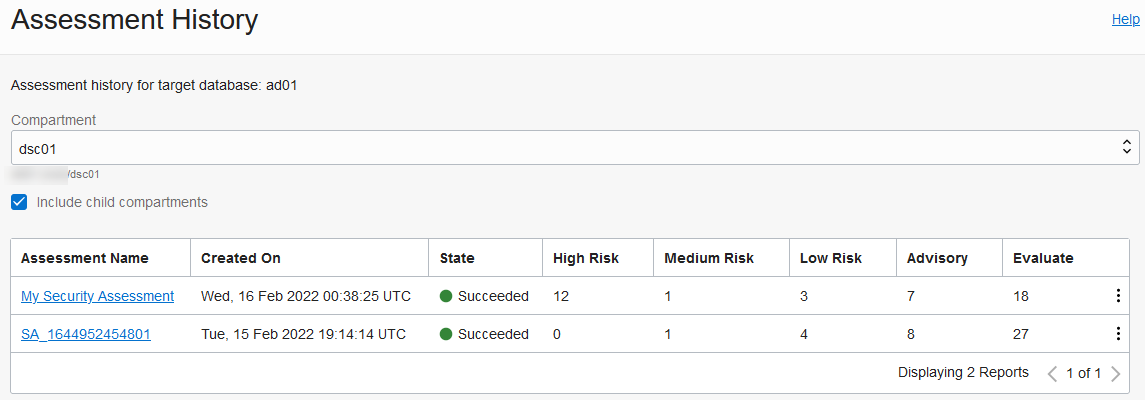 Assessment History
Help
Assessment history for target database: ad01
Compartment
dsc01
/dsc01
Include child compartments
Assessment Name Created On State High Risk Medium Risk Low Risk Advisory Evaluate
My Security Assessment Wed, 16 Feb 2022 00:38:25 UTC Succeeded 12 1 3 7 18
SA_1644952454801 Tue, 15 Feb 2022 19:14:14 UTC Succeeded 0 1 4 8 27
Displaying 2 Reports 1 of 1